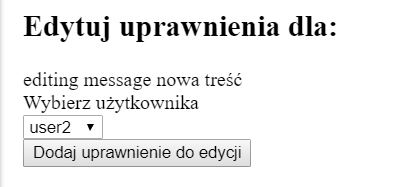 Edytuj uprawnienia dla:
editing message nowa treść
Wybierz użytkownika
user2
Dodaj uprawnienie do edycji